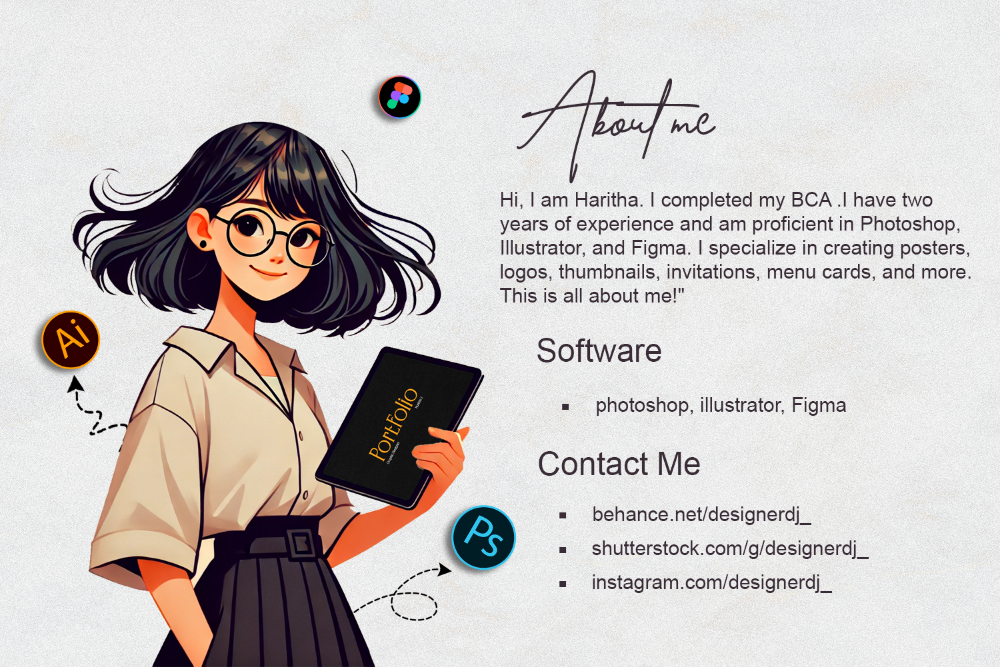 About me
Hi, I am Haritha. I completed my BCA .I have two
years of experience and am proficient in Photoshop,
Illustrator, and Figma. I specialize in creating posters,
logos, thumbnails, invitations, menu cards, and more.
This is all about me!"
Ai
Software
▪ photoshop, illustrator, Figma
PortFolio
Contact Me
▪ behance.net/designerdj_
Ps
▪ shutterstock.com/g/designerdj_
▪ instagram.com/designerdj_